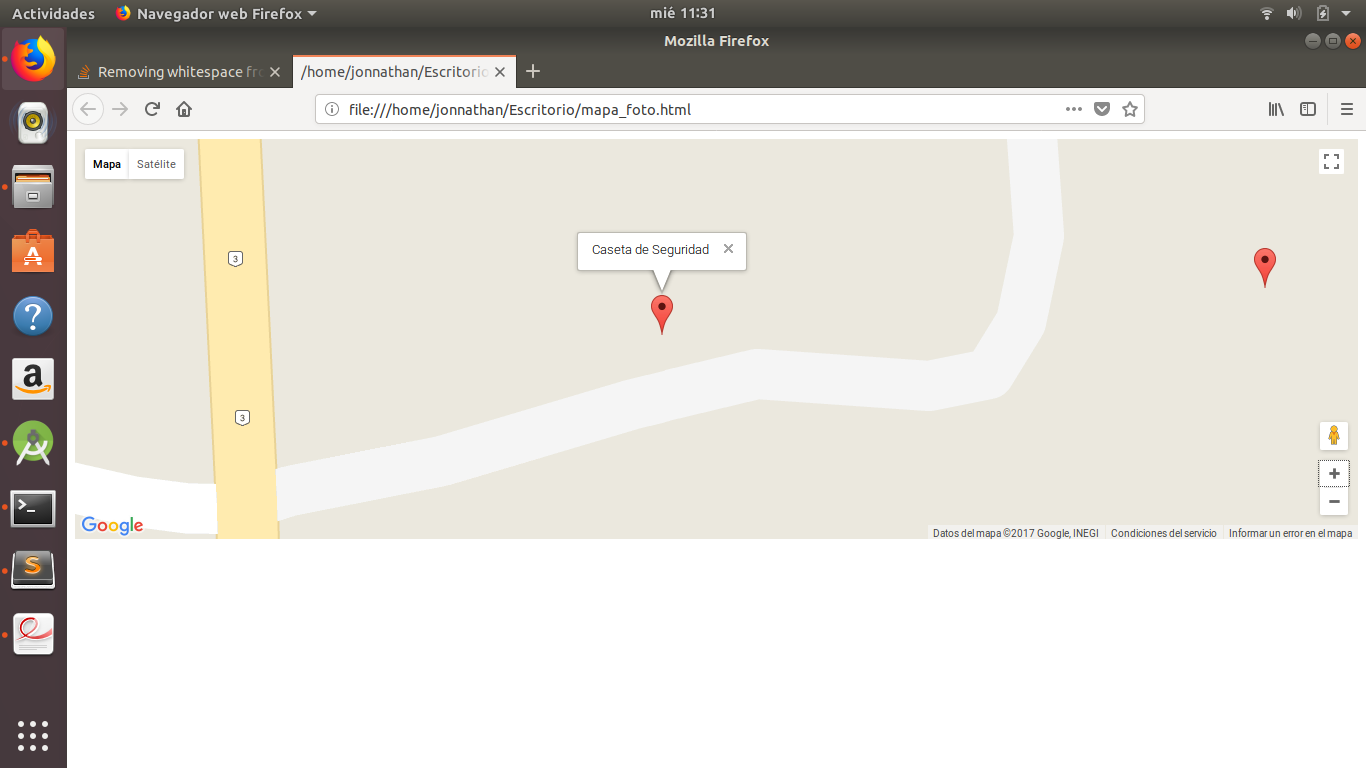 Actividades
Navegador web Firefox
mié 11:31
Mozilla Firefox
Removing whitespace fro
/home/jonnathan/Escritorio
file:///home/jonnathan/Escritorio/mapa_foto.html
Mapa
Satélite
3
Caseta de Seguridad
3
Google
Datos del mapa ©2017 Google, INEGI
Condiciones del servicio
Informar un error en el mapa